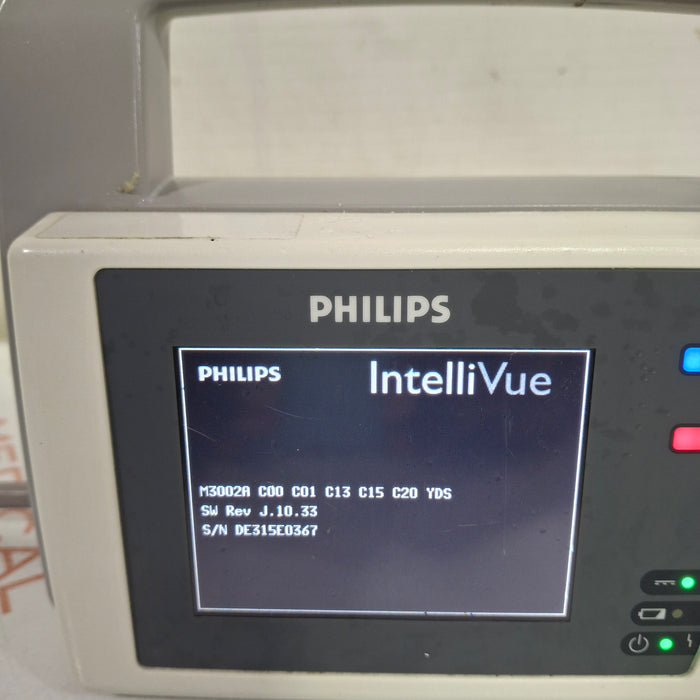 PHILIPS
PHILIPS IntelliVue
M3002A C00 C01 C13 C15 C20 YDS
SW Rev J.10.33
S/N DE315E0367